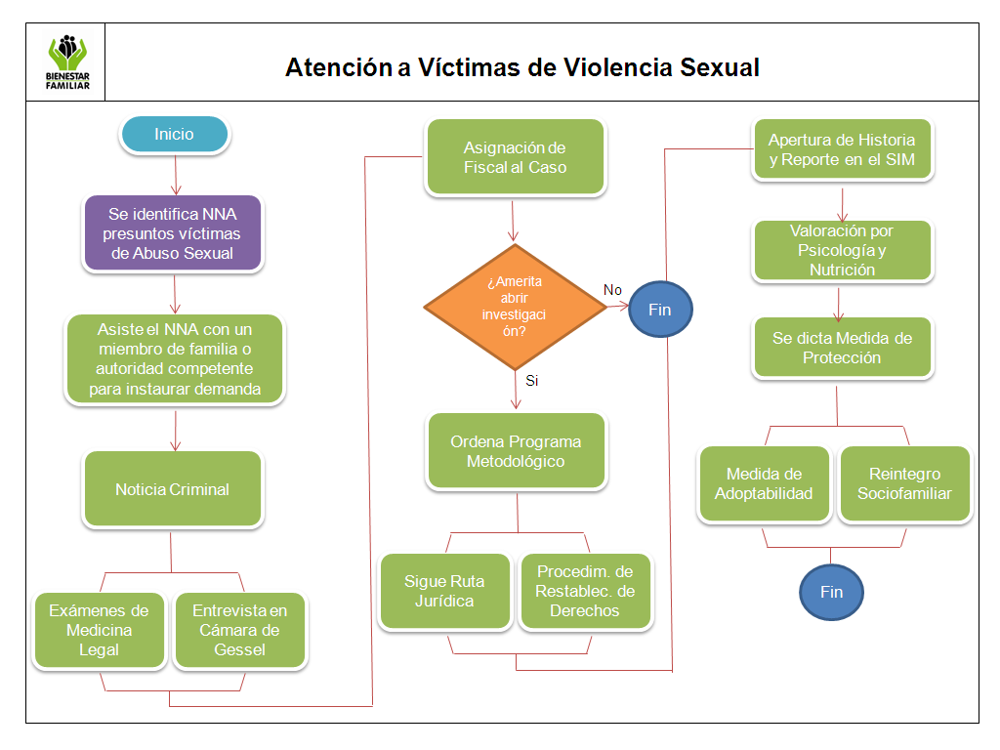 BIENESTAR
FAMILIAR
Atención a Víctimas de Violencia Sexual
Inicio
Se identifica NNA
presuntos víctimas
de Abuso Sexual
Asiste el NNA con un
miembro de familia o
autoridad competente
para instaurar demanda
Noticia Criminal
Exámenes de
Medicina
Legal
Entrevista en
Cámara de
Gessel
Asignación de
Fiscal al Caso
¿Amerita
abrir
investigaci
ón?
No
Fin
Si
Ordena Programa
Metodológico
Sigue Ruta
Jurídica
Procedim. de
Restablec. de
Derechos
Apertura de Historia
y Reporte en el SIM
Valoración por
Psicología y
Nutrición
Se dicta Medida de
Protección
Medida de
Adoptabilidad
Reintegro
Sociofamiliar
Fin